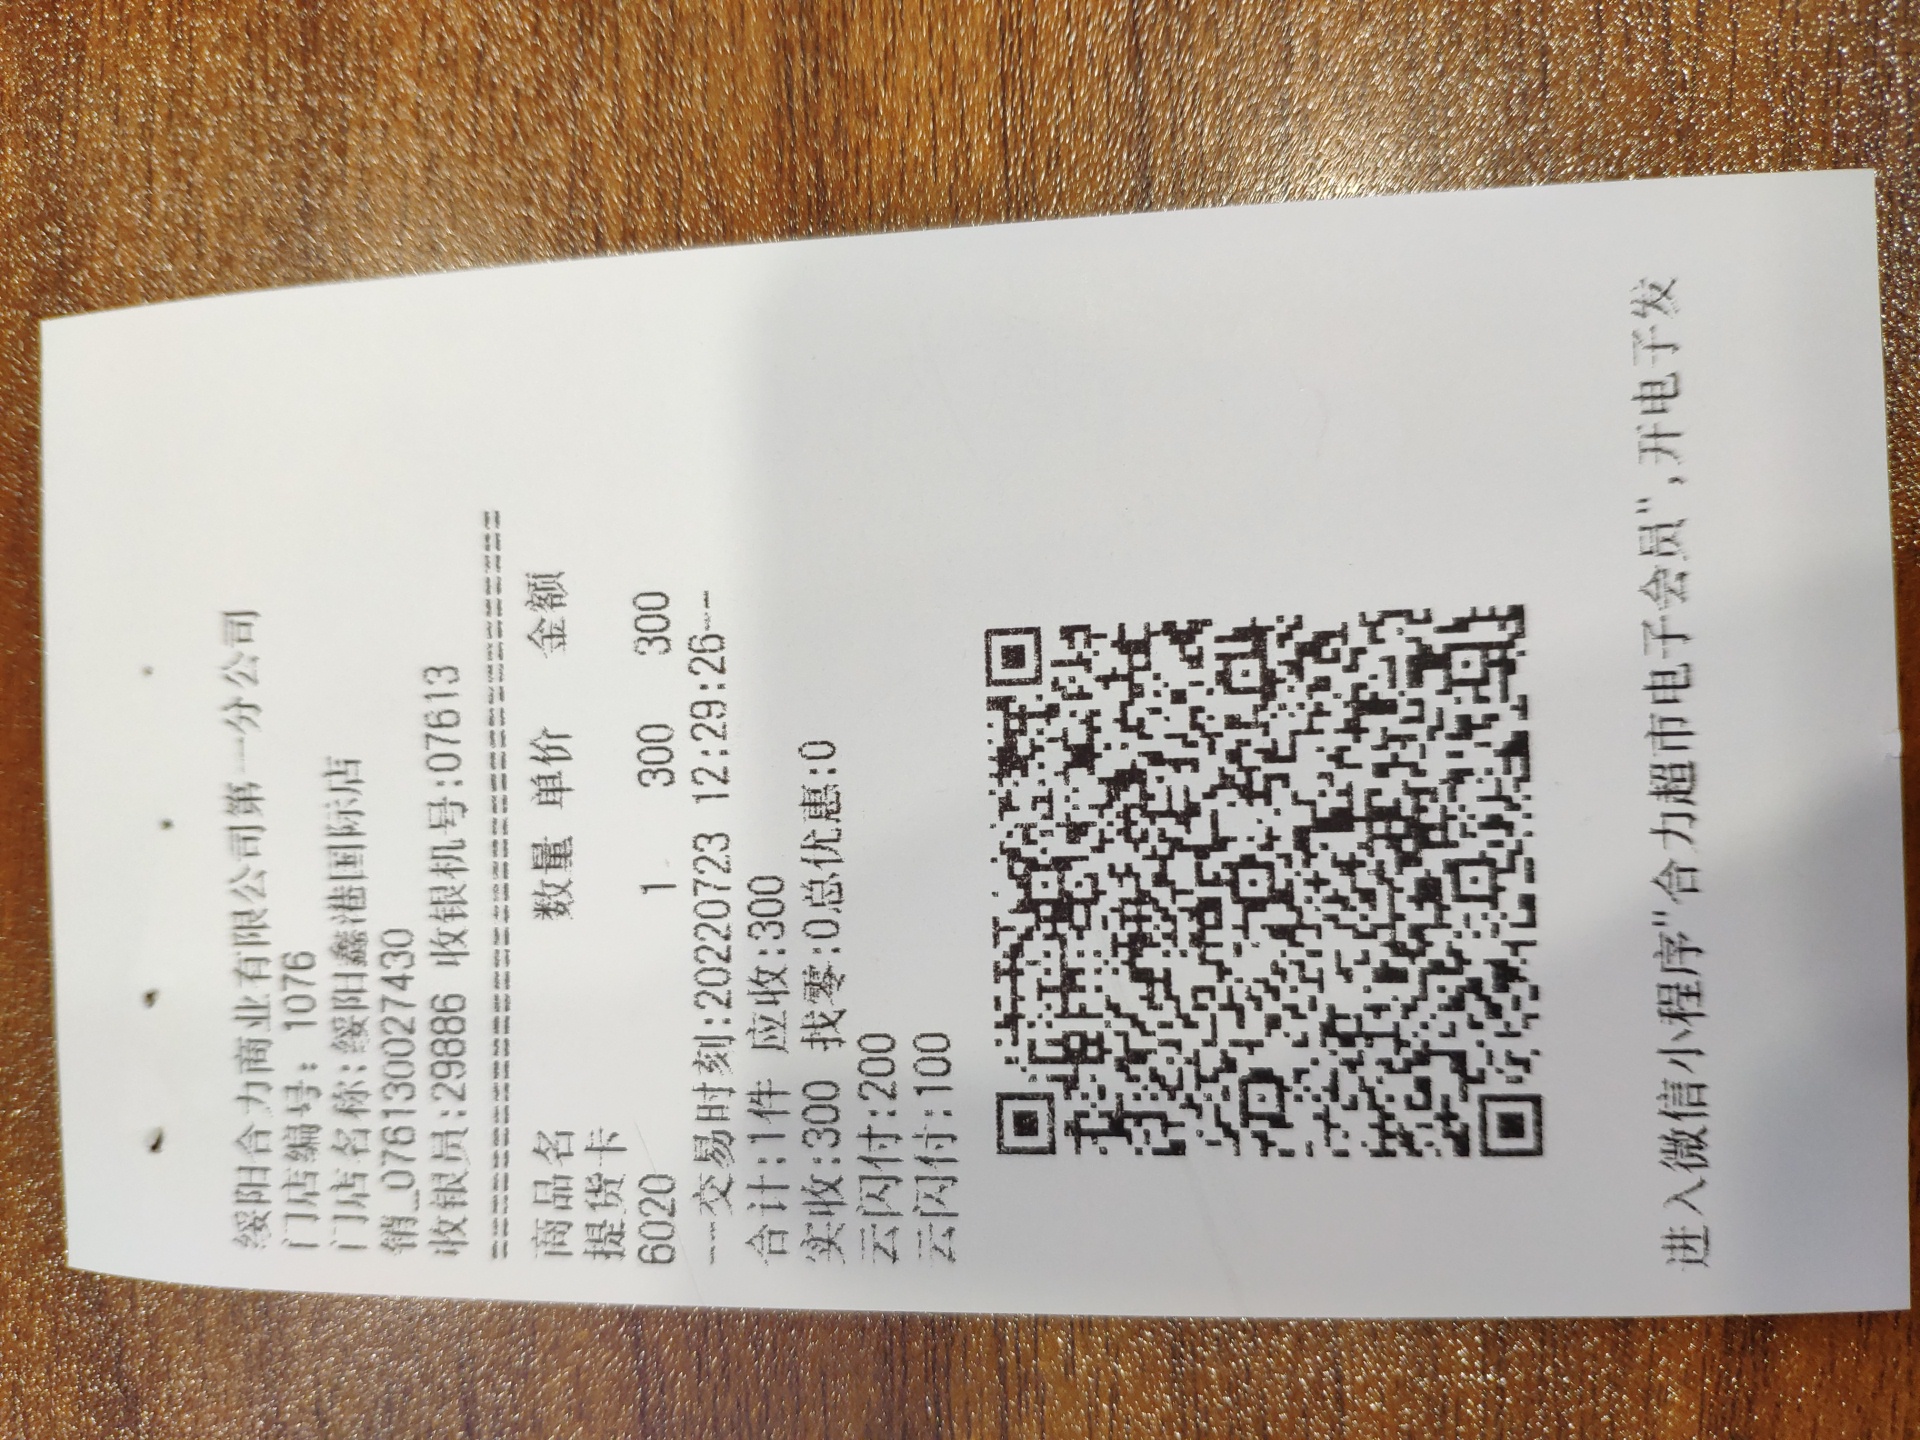 绥阳合力商业有限公司第一分公司
门店编号: 1076
门店名称:绥阳鑫港国际店
销_0761300027430
收银员:29886 收银机号:07613
================================
商品名 数量 单价 金额
提货卡
6020 1 300 300
---交易时刻:20220723 12:29:26---
合计:1件 应收:300
实收:300 找零:0总优惠:0
云闪付:200
云闪付:100
进入微信小程序"合力超市电子会员",开电子发